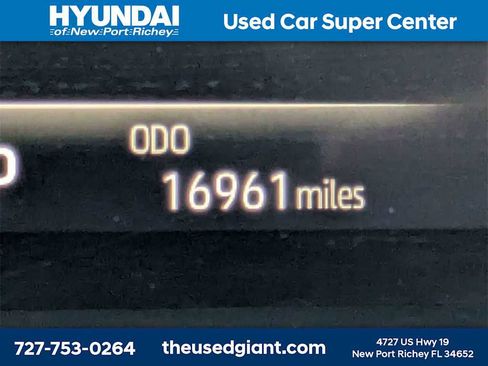 HYUNDAI
of New Port Richey
Used Car Super Center
ODO
16961 miles
727-753-0264
theusedgiant.com
4727 US Hwy 19
New Port Richey FL 34652